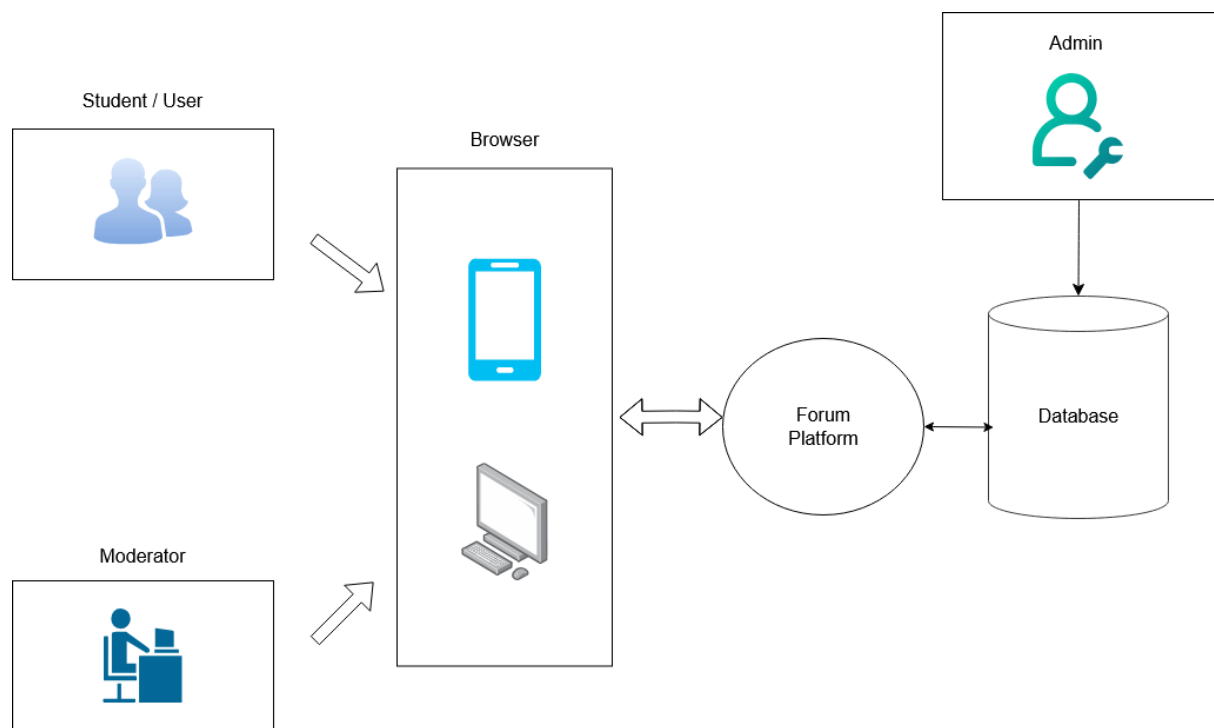 Admin
Student / User
Browser
Forum
Platform
Database
Moderator